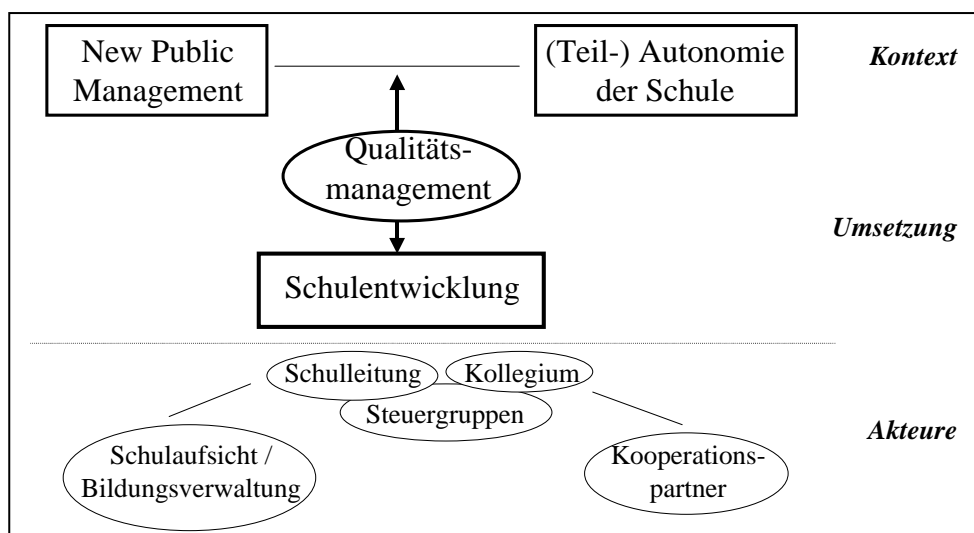 New Public
Management
(Teil-) Autonomie
der Schule
Kontext
Qualitäts-
management
Umsetzung
Schulentwicklung
Schulleitung
Kollegium
Steuergruppen
Akteure
Schulaufsicht /
Bildungsverwaltung
Kooperations-
partner